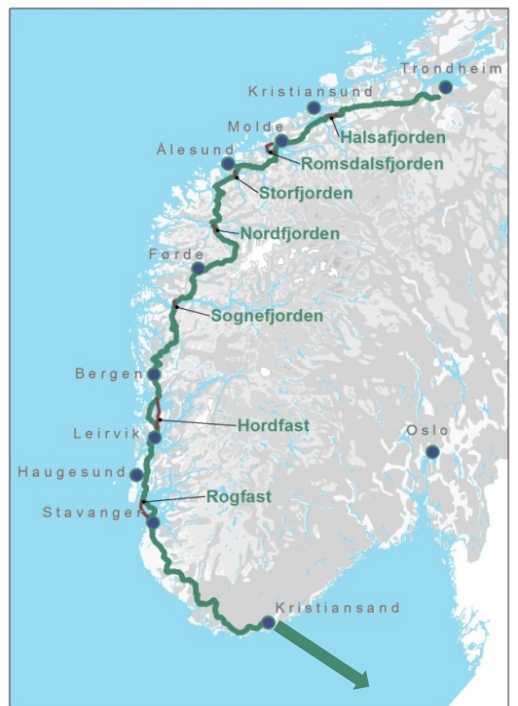 Trondheim
Kristiansund
Halsafjorden
Molde
Romsdalsfjorden
Ålesund
Storfjorden
Nordfjorden
Førde
Sognefjorden
Bergen
Hordfast
Oslo
Leirvik
Haugesund
Rogfast
Stavanger
Kristiansand